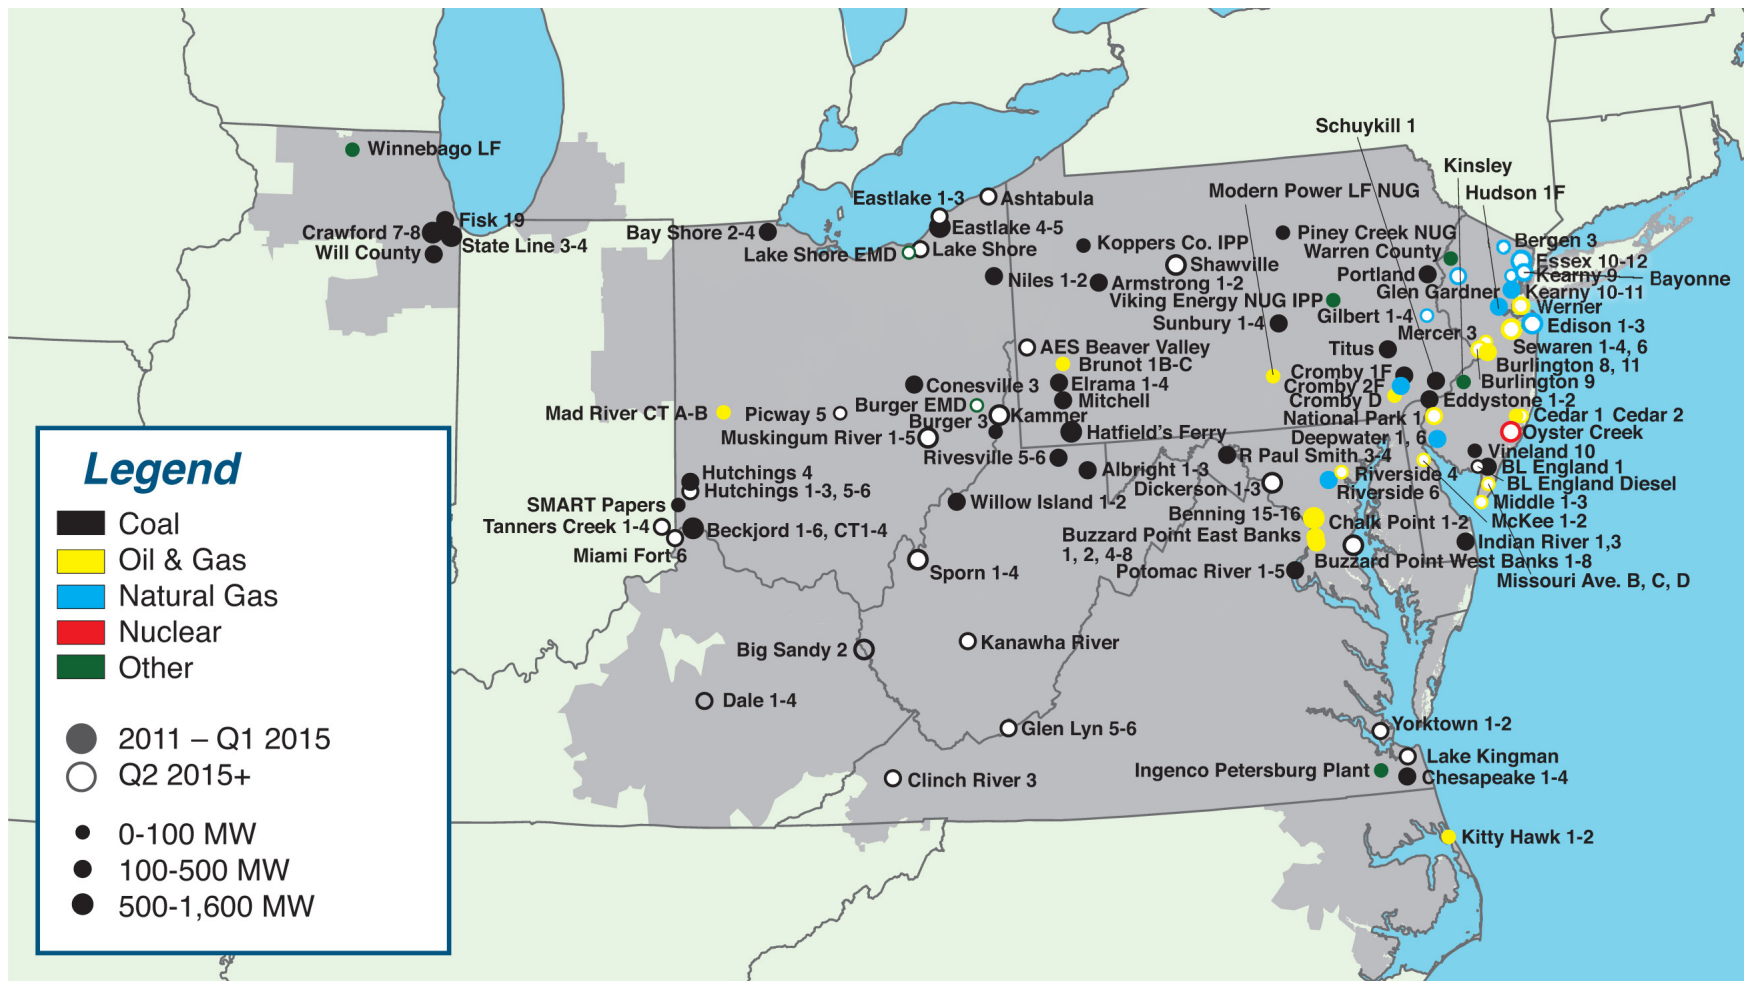 Schuykill 1
Winnebago LF
Kinsley
Modern Power LF NUG
Hudson 1F
Eastlake 1-3
Ashtabula
Fisk 19
Crawford 7-8
State Line 3-4
Will County
Bay Shore 2-4
Eastlake 4-5
Lake Shore EMD
Lake Shore
Koppers Co. IPP
Piney Creek NUG
Bergen 3
Warren County
Shawville
Essex 10-12
Niles 1-2
Armstrong 1-2
Portland
Kearny 9
Bayonne
Glen Gardner
Kearny 10-11
Viking Energy NUG IPP
Werner
Sunbury 1-4
Gilbert 1-4
Edison 1-3
Mercer 3
AES Beaver Valley
Titus
Sewaren 1-4, 6
Brunot 1B-C
Cromby 1F
Burlington 8, 11
Conesville 3
Elrama 1-4
Cromby 2F
Burlington 9
Mitchell
Cromby D
Eddystone 1-2
Mad River CT A-B
Picway 5
Burger EMD
Kammer
National Park 1
Cedar 1
Cedar 2
Burger 3
Muskingum River 1-5
Hatfield's Ferry
Deepwater 1, 6
Oyster Creek
Rivesville 5-6
R Paul Smith 3-4
Vineland 10
Albright 1-3
Riverside 4
BL England 1
Hutchings 4
Hutchings 1-3, 5-6
Dickerson 1-3
Riverside 6
BL England Diesel
SMART Papers
Willow Island 1-2
Middle 1-3
Tanners Creek 1-4
Beckjord 1-6, CT1-4
Benning 15-16
Chalk Point 1-2
McKee 1-2
Miami Fort 6
Buzzard Point East Banks
1, 2, 4-8
Indian River 1,3
Sporn 1-4
Potomac River 1-5
Buzzard Point West Banks 1-8
Missouri Ave. B, C, D
Big Sandy 2
Kanawha River
Dale 1-4
Glen Lyn 5-6
Yorktown 1-2
Clinch River 3
Ingenco Petersburg Plant
Lake Kingman
Chesapeake 1-4
Kitty Hawk 1-2
Legend
Coal
Oil & Gas
Natural Gas
Nuclear
Other
2011 – Q1 2015
Q2 2015+
0-100 MW
100-500 MW
500-1,600 MW